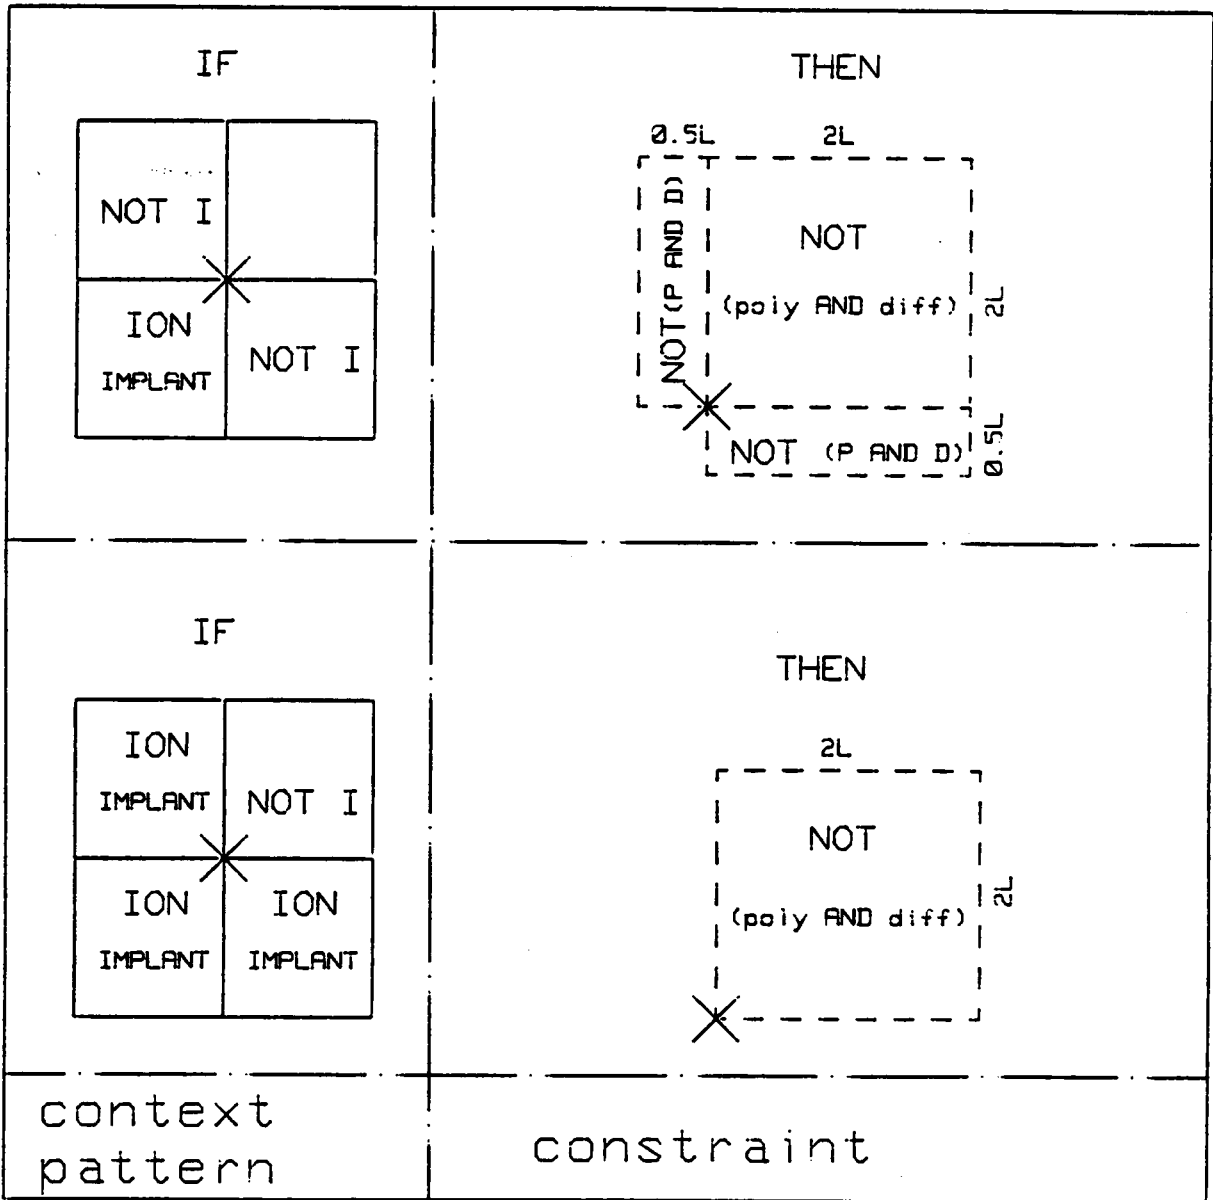 IF
THEN
NOT I
ION
IMPLANT
NOT I
0.5L
2L
NOT (P AND D)
NOT
(poly AND diff)
2L
NOT (P AND D)
0.5L
IF
THEN
ION
IMPLANT
NOT I
ION
IMPLANT
ION
IMPLANT
2L
NOT
(poly AND diff)
2L
context
pattern
constraint